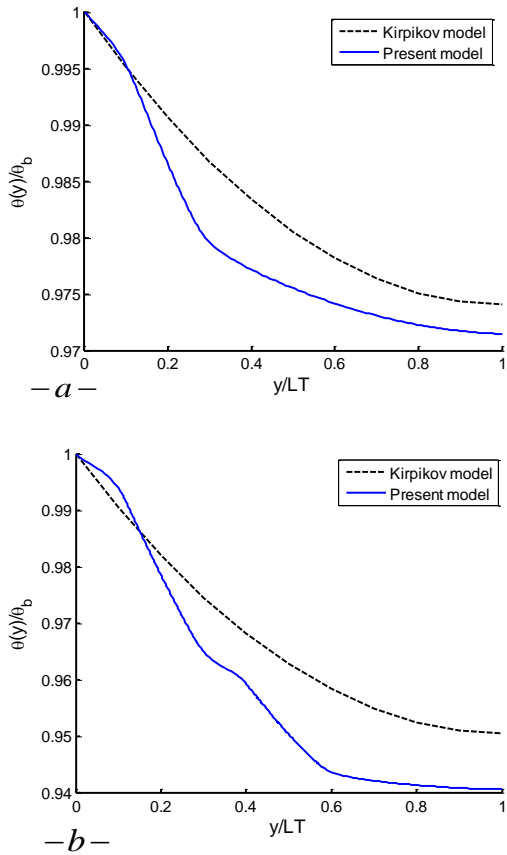 1
0.995
0.99
0.985
0.98
0.975
0.97
θ(y)/θb
Kirpikov model
Present model
0
0.2
0.4
0.6
0.8
1
y/LT
–a–
1
0.99
0.98
0.97
0.96
0.95
0.94
θ(y)/θb
Kirpikov model
Present model
0
0.2
0.4
0.6
0.8
1
y/LT
–b–